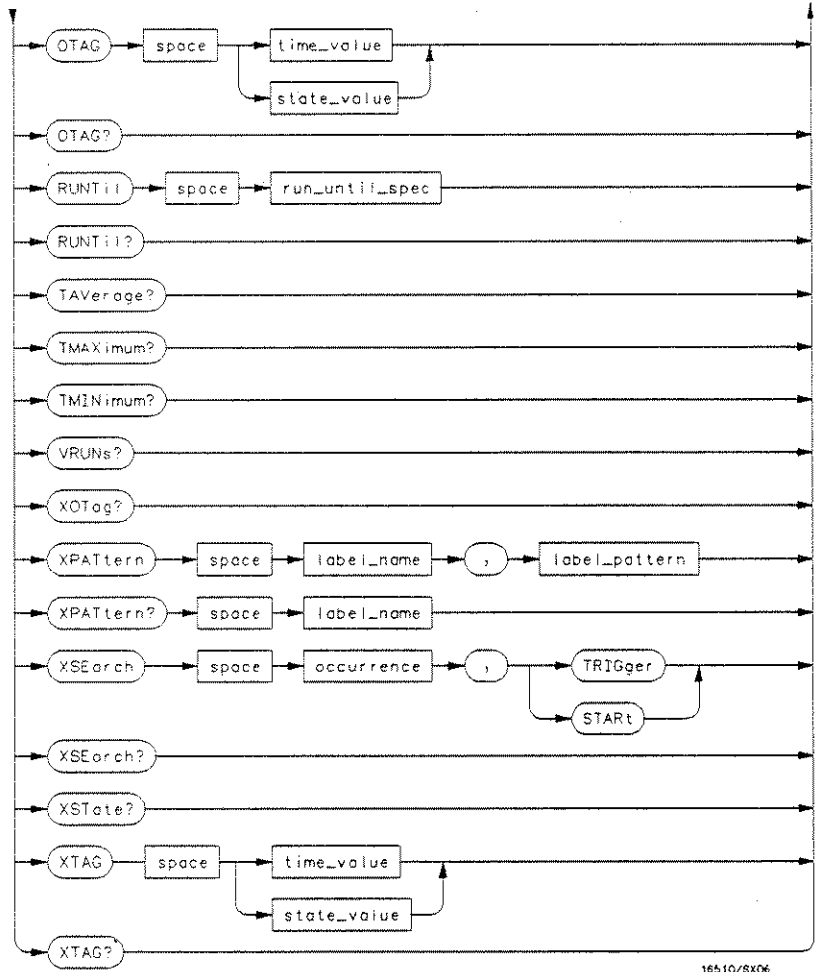 OTAG space time_value
state_value
OTAG?
RUNTil space run_until_spec
RUNTil?
TAVerage?
TMAXimum?
TMINimum?
VRUNs?
XOTag?
XPATtern space label_name , label_pattern
XPATtern? space label_name
XSEarch space occurrence , TRIGger
STARt
XSEarch?
XSTate?
XTAG space time_value
state_value
XTAG?
16510/SX06